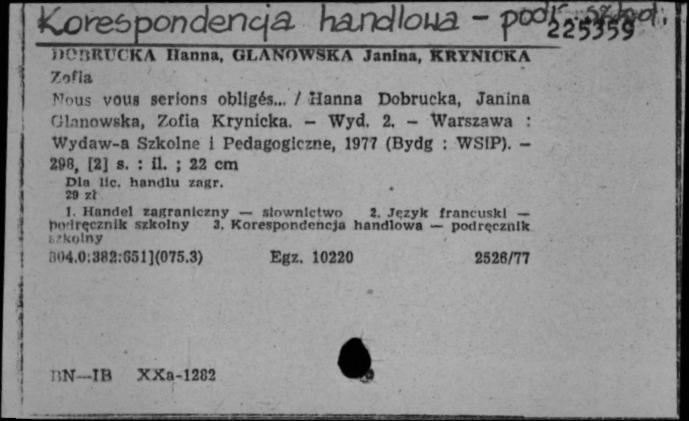 Korespondencja handlowa - podr. szkol.
225359
DOBRUCKA Hanna, GLANOWSKA Janina, KRYNICKA
Zofia
Nous vous serions obligés... / Hanna Dobrucka, Janina
Glanowska, Zofia Krynicka. — Wyd. 2. — Warszawa :
Wydaw-a Szkolne i Pedagogiczne, 1977 (Bydg : WSiP). —
298, [2] s. : il. ; 22 cm
Dla lic. handlu zagr.
29 zł
1. Handel zagraniczny — słownictwo 2. Język francuski —
podręcznik szkolny 3. Korespondencja handlowa — podręcznik
szkolny
804.0:382:651](075.3) Egz. 10220 2526/77
BN—IB XXa-1282